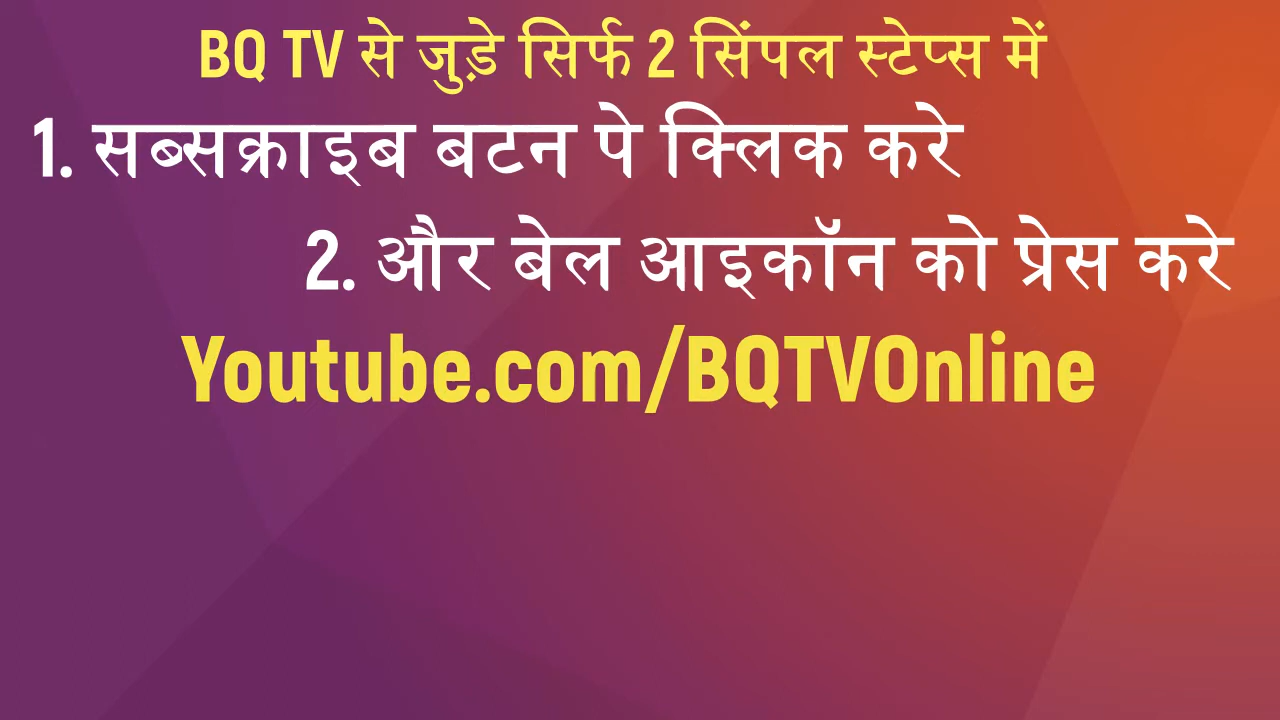 BQ TV से जुड़े सिर्फ 2 सिंपल स्टेप्स में
1. सब्सक्राइब बटन पे क्लिक करे
2. और बेल आइकॉन को प्रेस करे
Youtube.com/BQTVOnline